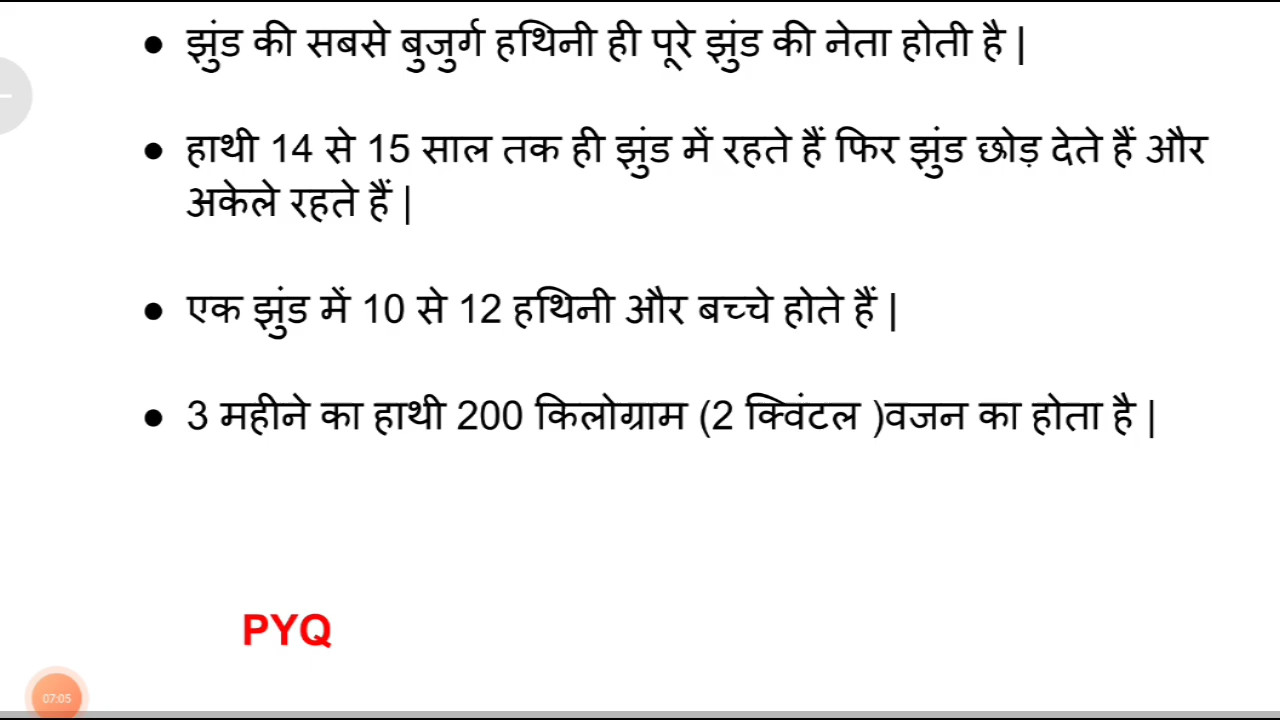 ● झुंड की सबसे बुजुर्ग हथिनी ही पूरे झुंड की नेता होती है |
● हाथी 14 से 15 साल तक ही झुंड में रहते हैं फिर झुंड छोड़ देते हैं और
अकेले रहते हैं |
● एक झुंड में 10 से 12 हथिनी और बच्चे होते हैं |
● 3 महीने का हाथी 200 किलोग्राम (2 क्विंटल )वजन का होता है |
PYQ
07:05